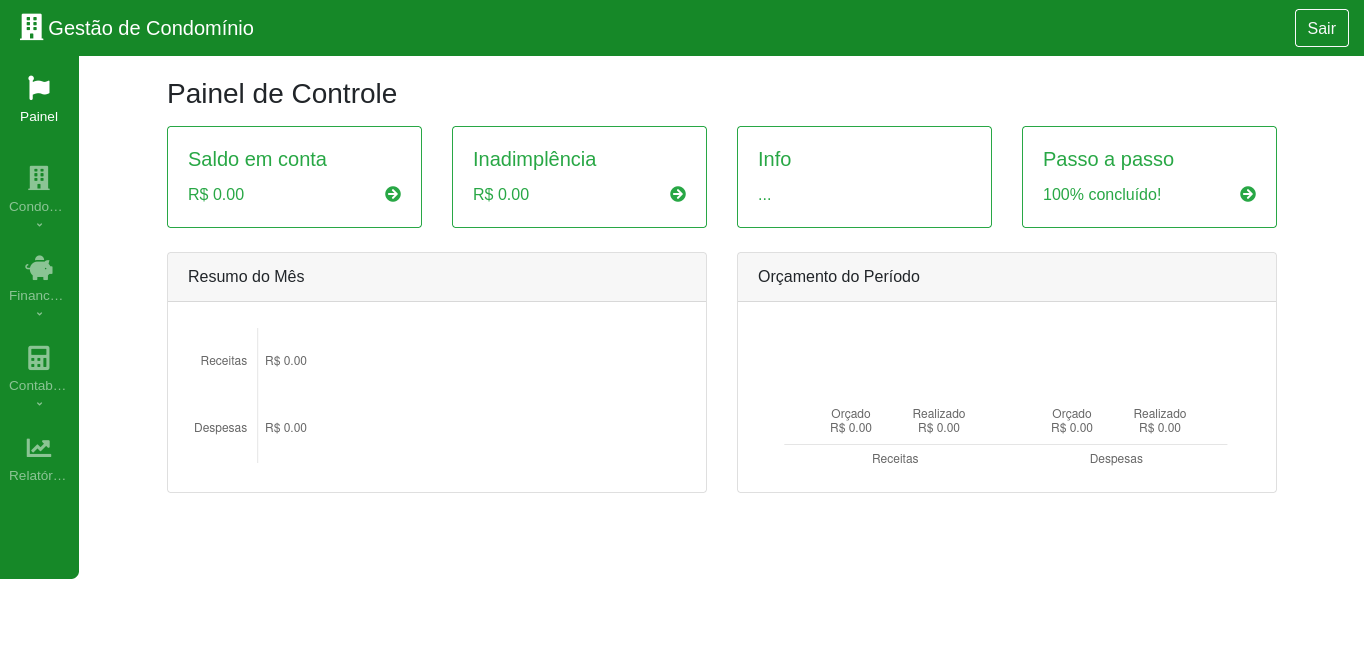 Gestão de Condomínio
Sair
Painel
Condo…
Financ…
Contab…
Relatór…
Painel de Controle
Saldo em conta
R$ 0.00
Inadimplência
R$ 0.00
Info
...
Passo a passo
100% concluído!
Resumo do Mês
Receitas R$ 0.00
Despesas R$ 0.00
Orçamento do Período
Orçado Realizado Orçado Realizado
R$ 0.00 R$ 0.00 R$ 0.00 R$ 0.00
Receitas Despesas